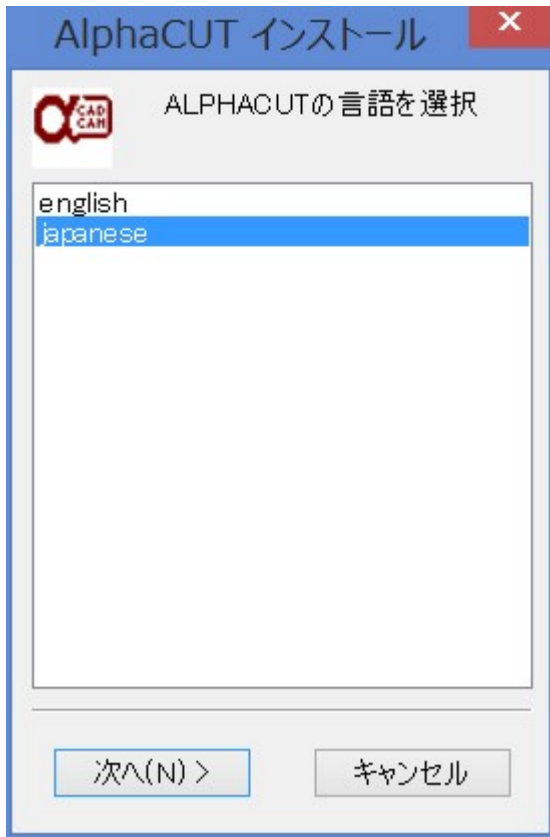 AlphaCUT インストール
x
α CAD
CAM
ALPHACUTの言語を選択
english
japanese
次へ(N) >
キャンセル